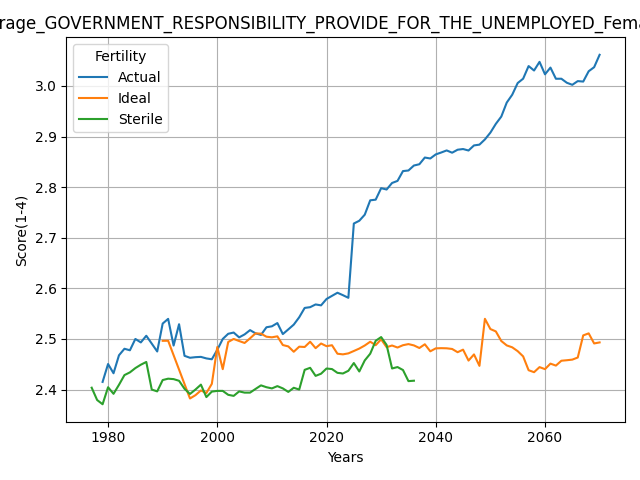 rage_GOVERNMENT_RESPONSIBILITY_PROVIDE_FOR_THE_UNEMPLOYED_Fema
Fertility
Actual
Ideal
Sterile
3.0
2.9
2.8
2.7
2.6
2.5
2.4
Score(1-4)
1980 2000 2020 2040 2060
Years